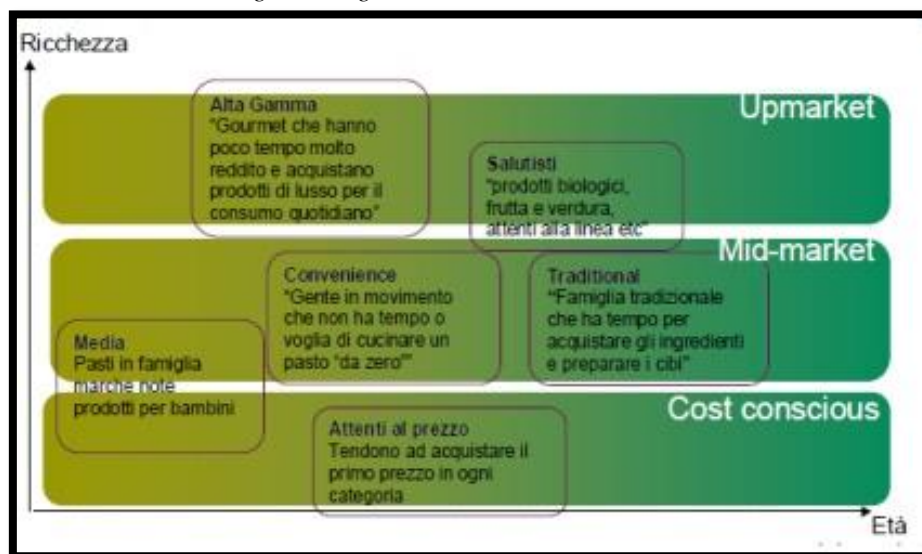 Ricchezza
Alta Gamma
"Gourmet che hanno
poco tempo molto
reddito e acquistano
prodotti di lusso per il
consumo quotidiano"
Upmarket
Salutisti
"prodotti biologici,
frutta e verdura,
attenti alla linea etc"
Mid-market
Convenience
"Gente in movimento
che non ha tempo o
voglia di cucinare un
pasto "da zero""
Traditional
"Famiglia tradizionale
che ha tempo per
acquistare gli ingredienti
e preparare i cibi"
Media
Pasti in famiglia
marche note
prodotti per bambini
Cost conscious
Attenti al prezzo
Tendono ad acquistare il
primo prezzo in ogni
categoria
Età